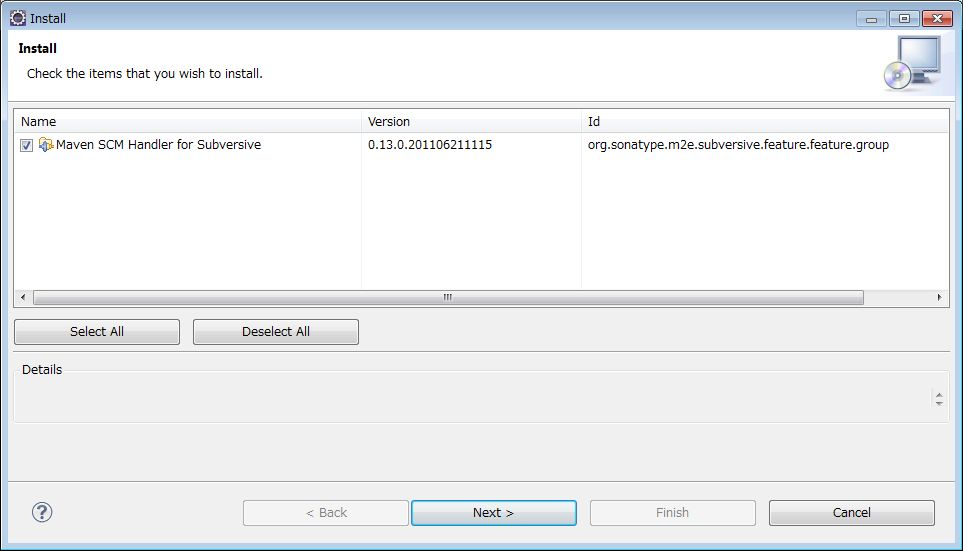 Install
Install
Check the items that you wish to install.
Name Version Id
Maven SCM Handler for Subversive 0.13.0.201106211115 org.sonatype.m2e.subversive.feature.feature.group
Select All Deselect All
Details
? < Back Next > Finish Cancel